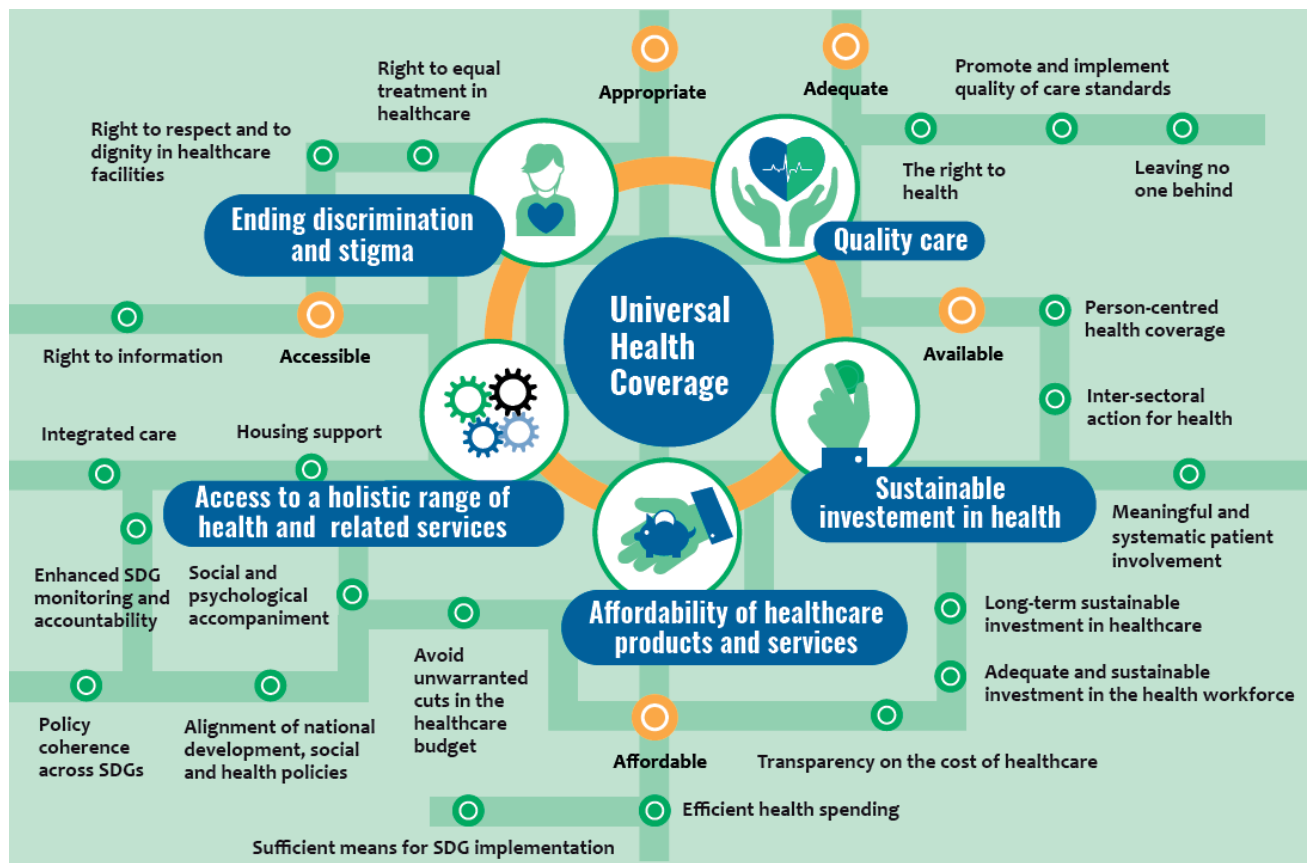 Right to equal
treatment in
healthcare
Appropriate
Adequate
Promote and implement
quality of care standards
Right to respect and to
dignity in healthcare
facilities
The right to
health
Leaving no
one behind
Ending discrimination
and stigma
Quality care
Universal
Health
Coverage
Right to information
Accessible
Available
Person-centred
health coverage
Inter-sectoral
action for health
Integrated care
Housing support
Access to a holistic range of
health and related services
Sustainable
investement in health
Meaningful and
systematic patient
involvement
Enhanced SDG
monitoring and
accountability
Social and
psychological
accompaniment
Affordability of healthcare
products and services
Long-term sustainable
investment in healthcare
Adequate and sustainable
investment in the health workforce
Avoid
unwarranted
cuts in the
healthcare
budget
Policy
coherence
across SDGs
Alignment of national
development, social
and health policies
Affordable
Transparency on the cost of healthcare
Efficient health spending
Sufficient means for SDG implementation